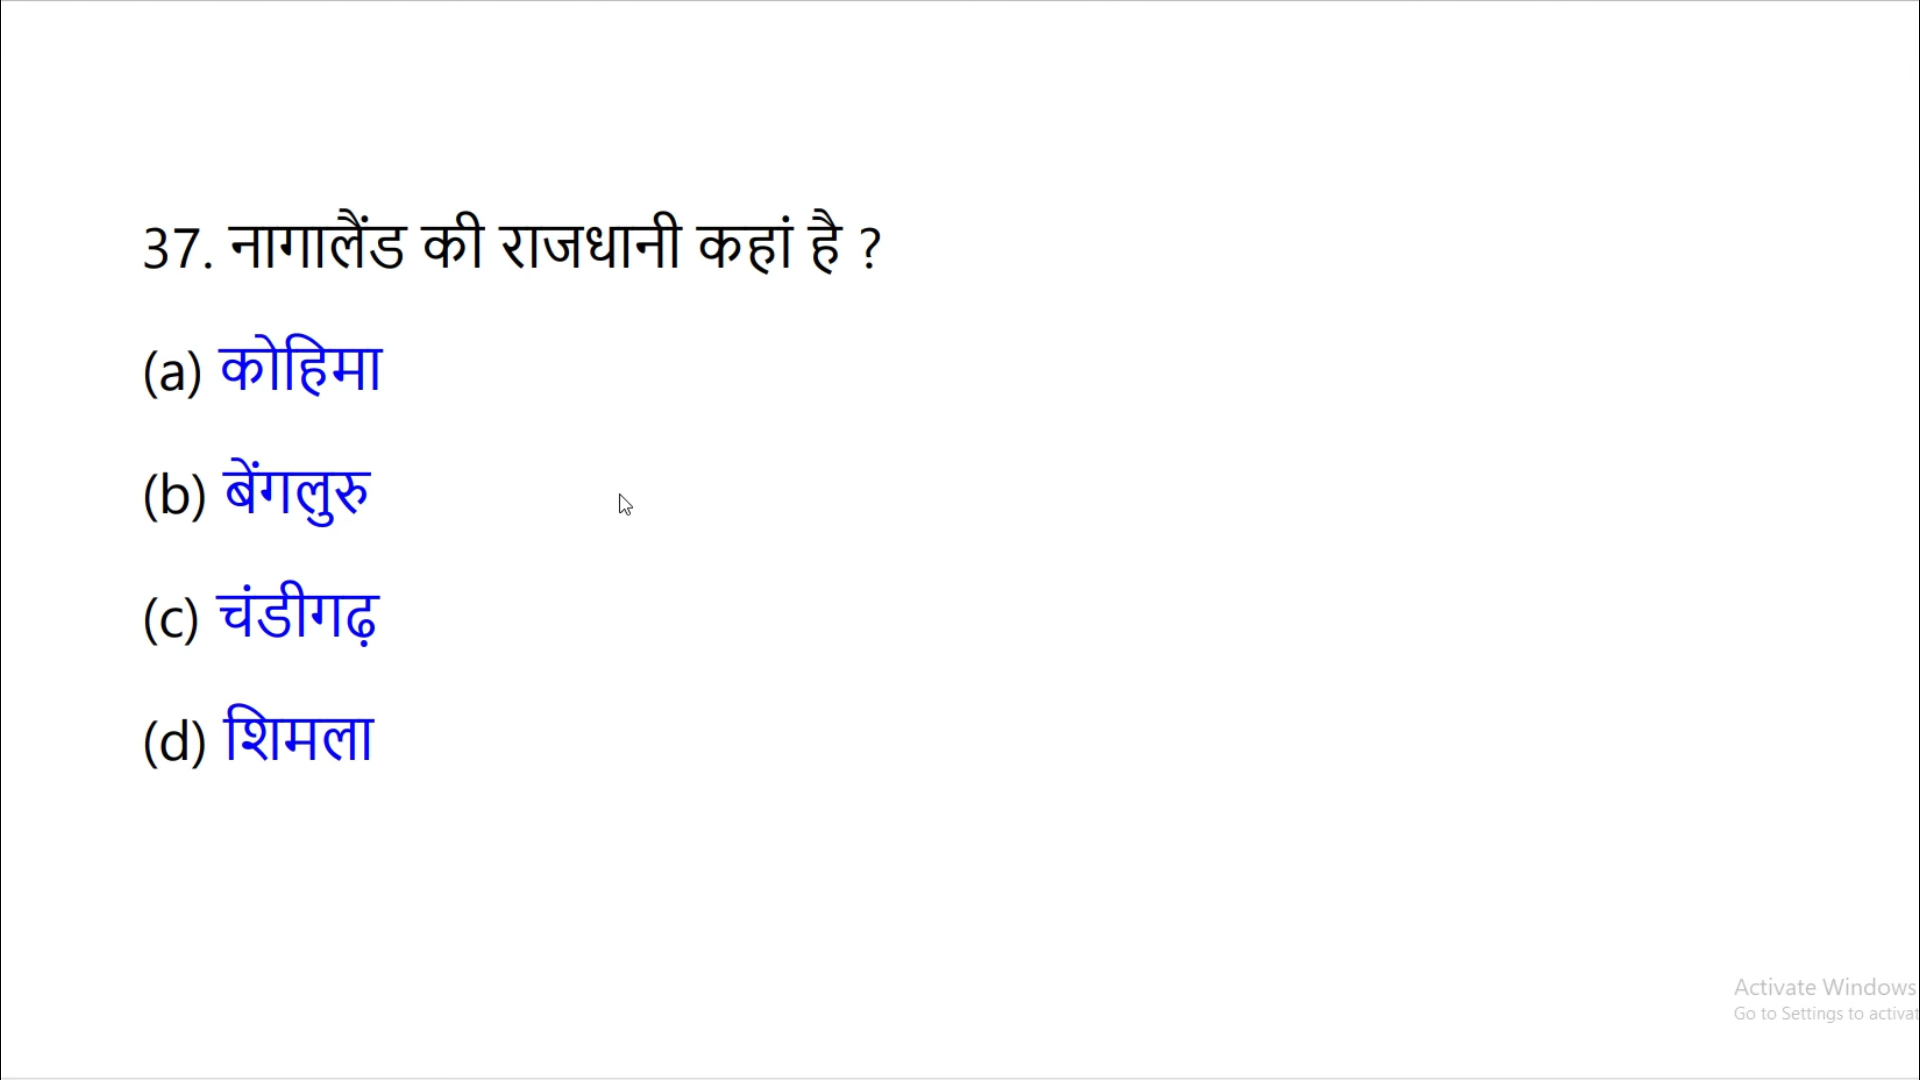 37. नागालैंड की राजधानी कहां है ?
(a) कोहिमा
(b) बेंगलुरु
(c) चंडीगढ़
(d) शिमला
Activate Windows
Go to Settings to activat